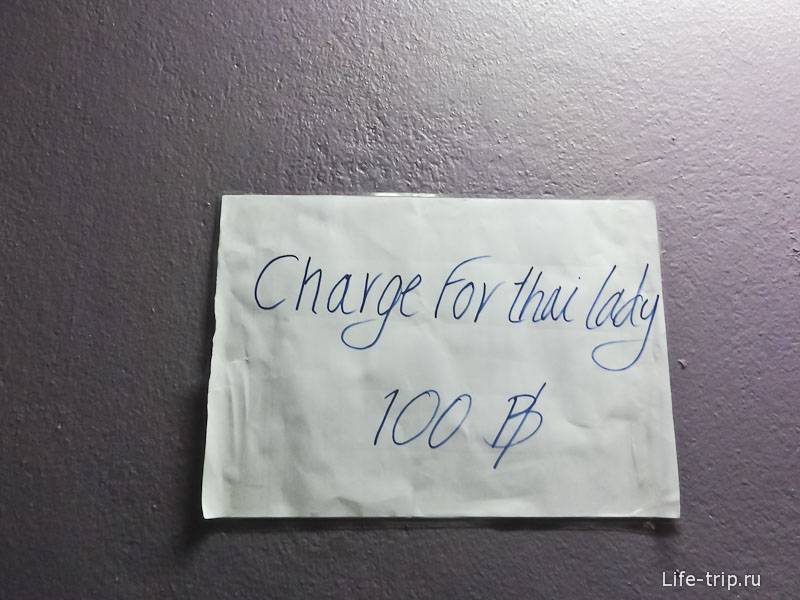 Charge For thai lady
100 ฿
Life-trip.ru